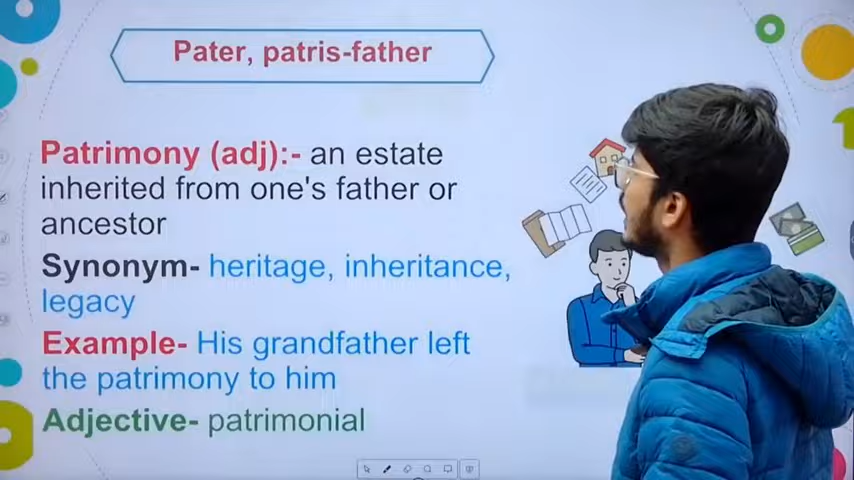 Pater, patris-father
Patrimony (adj):- an estate
inherited from one's father or
ancestor
Synonym- heritage, inheritance,
legacy
Example- His grandfather left
the patrimony to him
Adjective- patrimonial